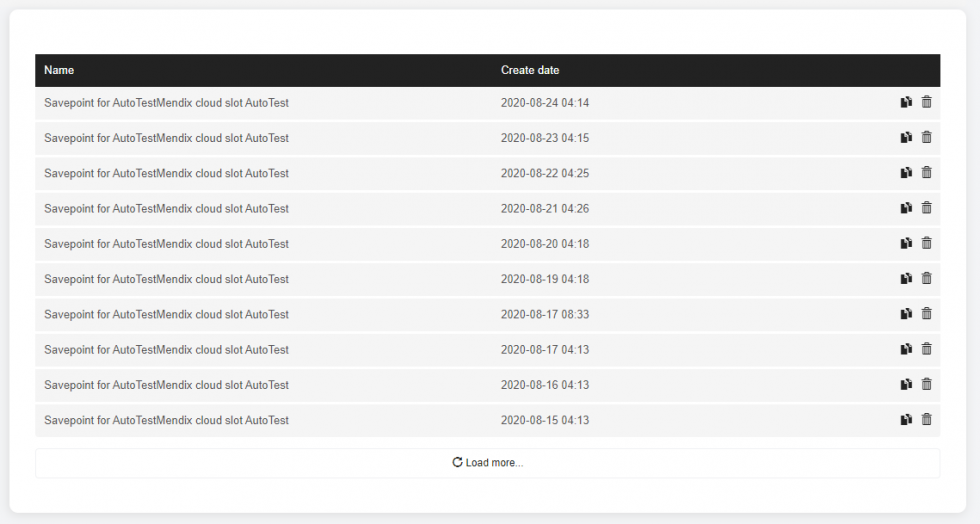 Name Create date
Savepoint for AutoTestMendix cloud slot AutoTest 2020-08-24 04:14
Savepoint for AutoTestMendix cloud slot AutoTest 2020-08-23 04:15
Savepoint for AutoTestMendix cloud slot AutoTest 2020-08-22 04:25
Savepoint for AutoTestMendix cloud slot AutoTest 2020-08-21 04:26
Savepoint for AutoTestMendix cloud slot AutoTest 2020-08-20 04:18
Savepoint for AutoTestMendix cloud slot AutoTest 2020-08-19 04:18
Savepoint for AutoTestMendix cloud slot AutoTest 2020-08-17 08:33
Savepoint for AutoTestMendix cloud slot AutoTest 2020-08-17 04:13
Savepoint for AutoTestMendix cloud slot AutoTest 2020-08-16 04:13
Savepoint for AutoTestMendix cloud slot AutoTest 2020-08-15 04:13
Load more...